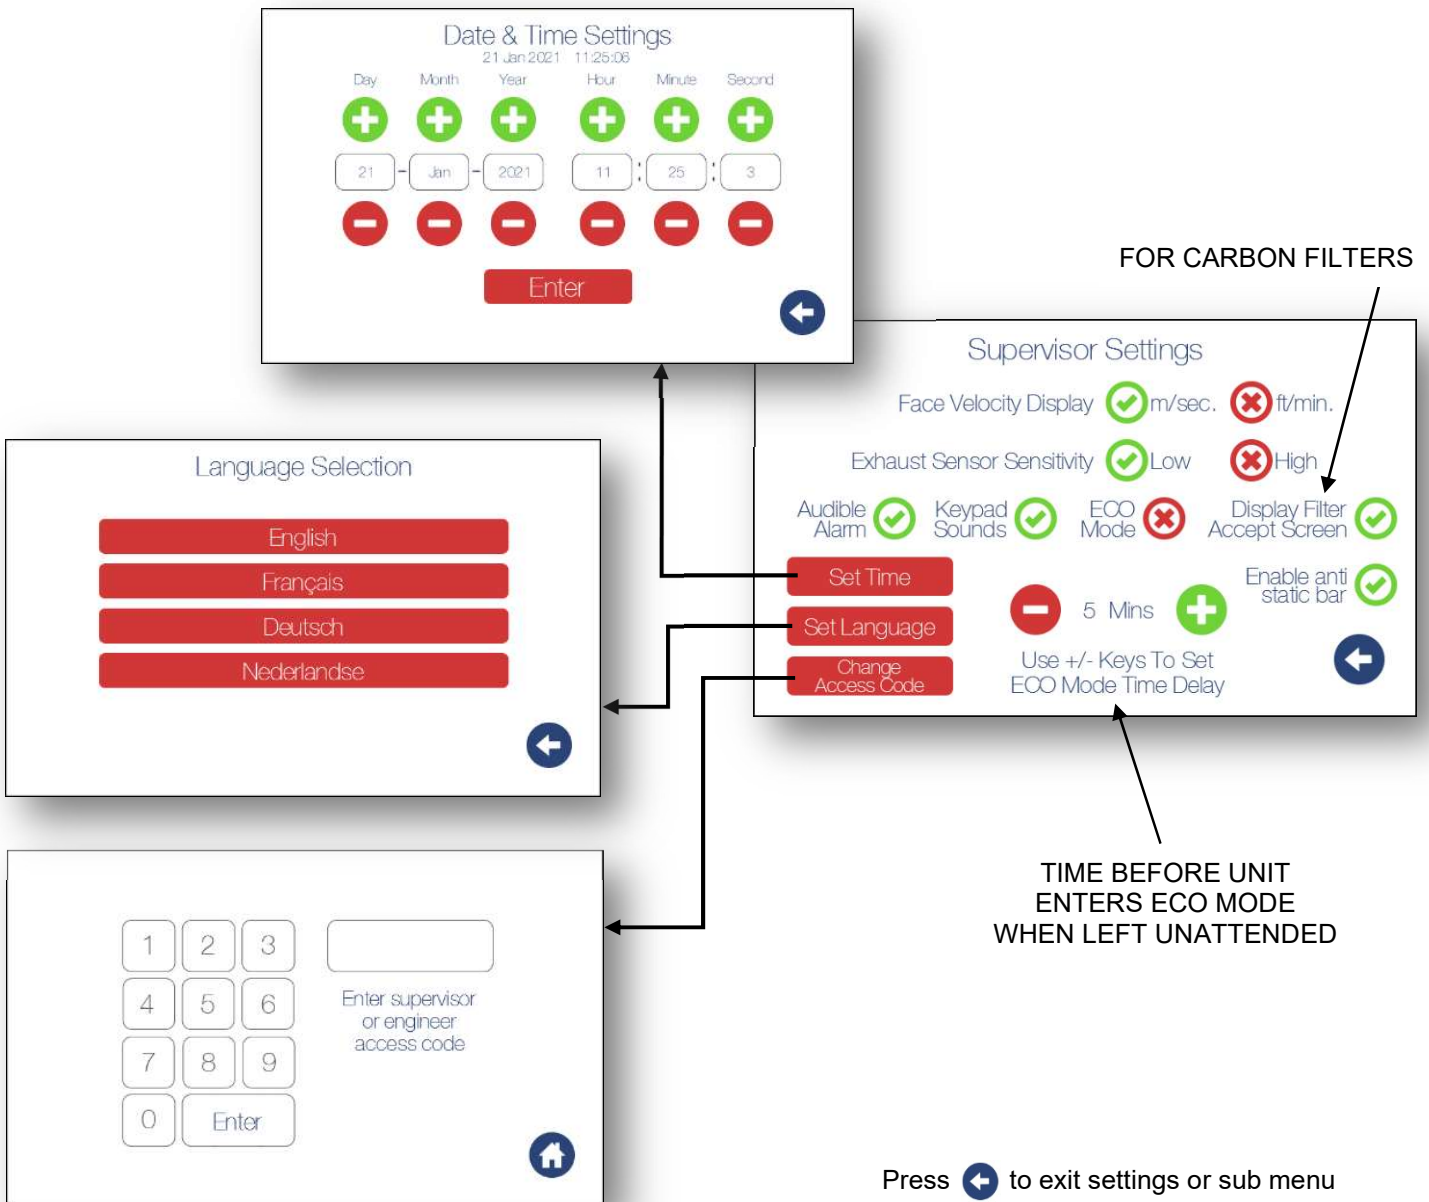 Date & Time Settings
21 Jan 2021 11:25:06
Day Month Year Hour Minute Second
21 - Jan - 2021 11 : 25 : 3
Enter
FOR CARBON FILTERS
Supervisor Settings
Face Velocity Display m/sec. ft/min.
Exhaust Sensor Sensitivity Low High
Audible
Alarm
Keypad
Sounds
ECO
Mode
Display Filter
Accept Screen
Set Time
Set Language
Change
Access Code
5 Mins
Enable anti
static bar
Use +/- Keys To Set
ECO Mode Time Delay
Language Selection
English
Français
Deutsch
Nederlandse
TIME BEFORE UNIT
ENTERS ECO MODE
WHEN LEFT UNATTENDED
1 2 3
4 5 6
7 8 9
0 Enter
Enter supervisor
or engineer
access code
Press to exit settings or sub menu